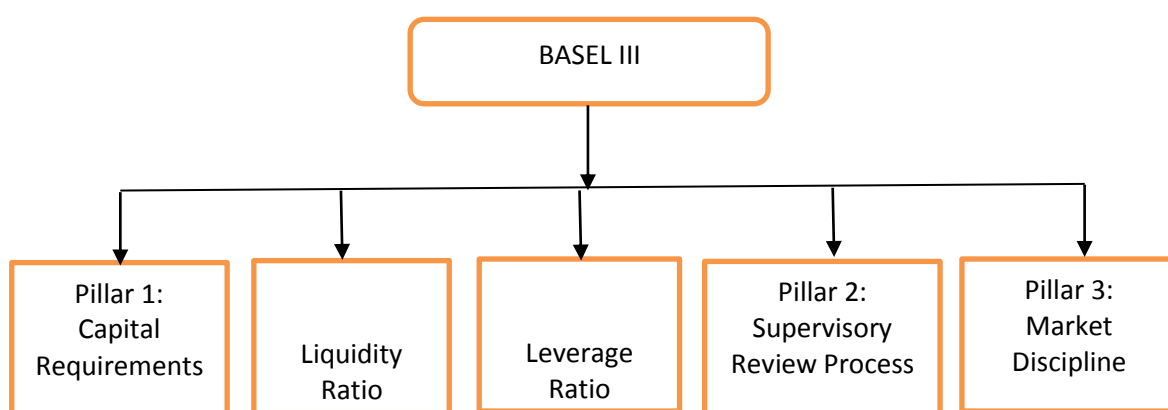 BASEL III
Pillar 1:
Capital
Requirements
Liquidity
Ratio
Leverage
Ratio
Pillar 2:
Supervisory
Review Process
Pillar 3:
Market
Discipline